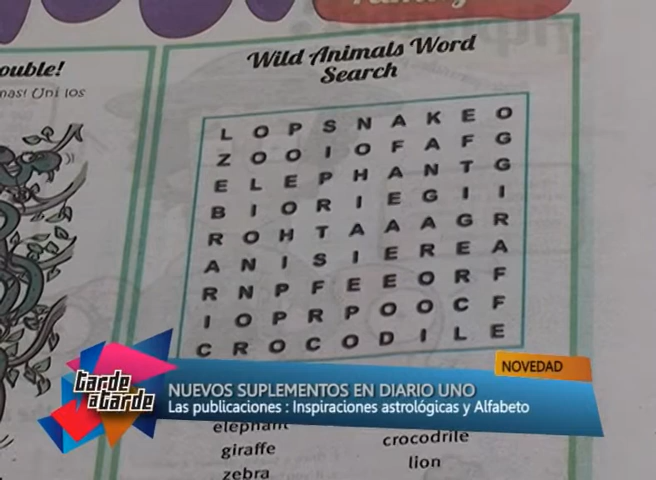 ouble!
nas! Uní los
Wild Animals Word
Search
L O P S N A K E O
Z O O I O F A F G
E L E P H A N T G
B I O R I E G I I
R O H T A A A G R
A N I S I E R E A
R N P F E E O R F
I O P R P O O C F
C R O C O D I L E
NOVEDAD
Tarde
a Tarde
NUEVOS SUPLEMENTOS EN DIARIO UNO
Las publicaciones : Inspiraciones astrológicas y Alfabeto
elephant
crocodrile
giraffe
lion
zebra